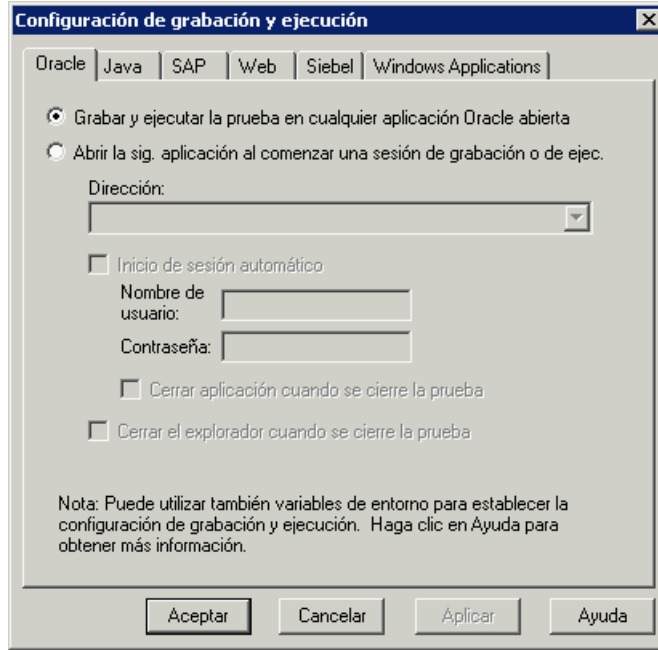 Configuración de grabación y ejecución
Oracle Java SAP Web Siebel Windows Applications
Grabar y ejecutar la prueba en cualquier aplicación Oracle abierta
Abrir la sig. aplicación al comenzar una sesión de grabación o de ejec.
Dirección:
Inicio de sesión automático
Nombre de
usuario:
Contraseña:
Cerrar aplicación cuando se cierre la prueba
Cerrar el explorador cuando se cierre la prueba
Nota: Puede utilizar también variables de entorno para establecer la
configuración de grabación y ejecución. Haga clic en Ayuda para
obtener más información.
Aceptar Cancelar Aplicar Ayuda